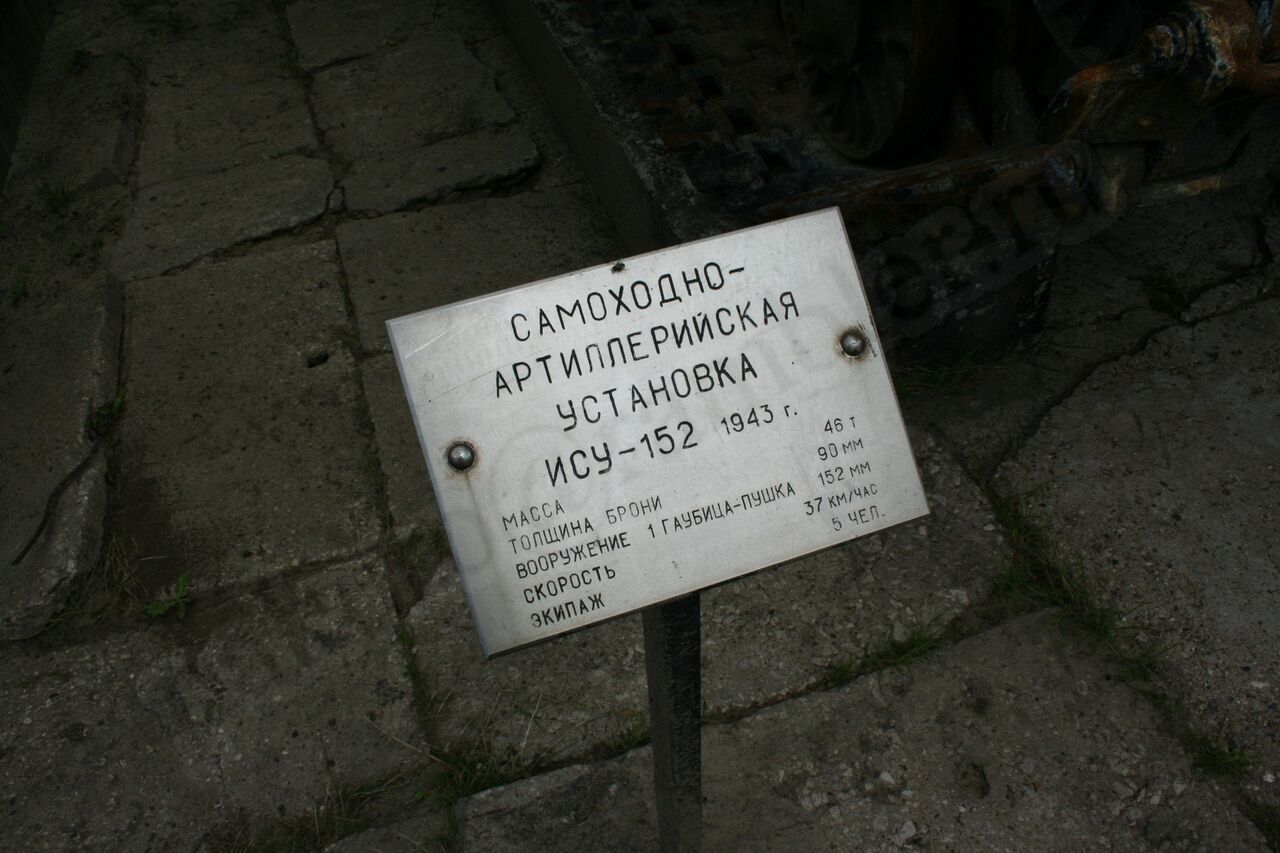 САМОХОДНО-
АРТИЛЛЕРИЙСКАЯ
УСТАНОВКА
ИСУ-152 1943 г.
МАССА 46 т
ТОЛЩИНА БРОНИ 90 мм
ВООРУЖЕНИЕ 1 ГАУБИЦА-ПУШКА 152 мм
СКОРОСТЬ 37 КМ/ЧАС
ЭКИПАЖ 5 ЧЕЛ.